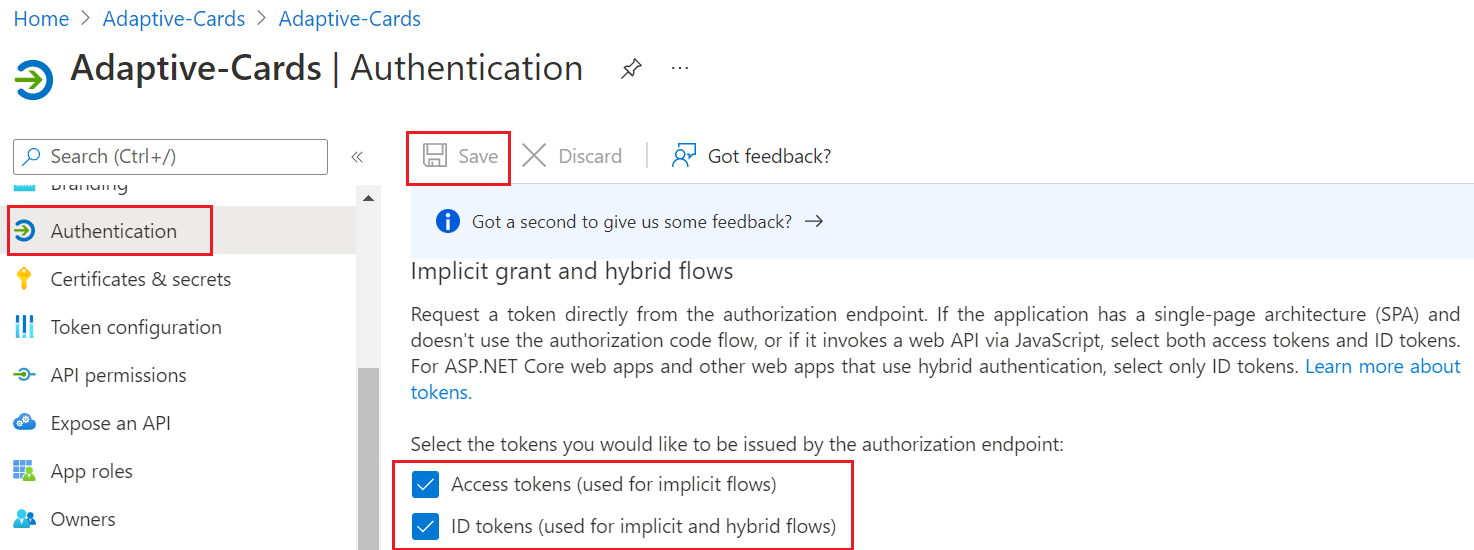 Home > Adaptive-Cards > Adaptive-Cards
Adaptive-Cards | Authentication
Search (Ctrl+/)
«
Save
Discard
Got feedback?
Branding
Authentication
Certificates & secrets
Token configuration
API permissions
Expose an API
App roles
Owners
Got a second to give us some feedback? →
Implicit grant and hybrid flows
Request a token directly from the authorization endpoint. If the application has a single-page architecture (SPA) and
doesn't use the authorization code flow, or if it invokes a web API via JavaScript, select both access tokens and ID tokens.
For ASP.NET Core web apps and other web apps that use hybrid authentication, select only ID tokens. Learn more about
tokens.
Select the tokens you would like to be issued by the authorization endpoint:
Access tokens (used for implicit flows)
ID tokens (used for implicit and hybrid flows)